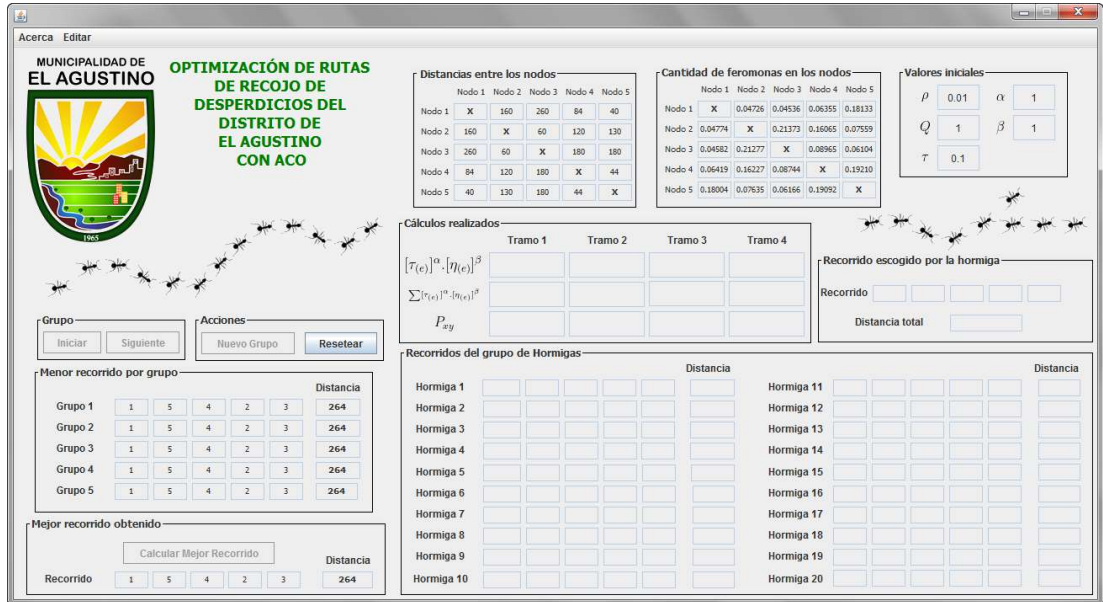 Acerca Editar
MUNICIPALIDAD DE
EL AGUSTINO
1965
OPTIMIZACIÓN DE RUTAS
DE RECOJO DE
DESPERDICIOS DEL
DISTRITO DE
EL AGUSTINO
CON ACO
Distancias entre los nodos
Nodo 1 Nodo 2 Nodo 3 Nodo 4 Nodo 5
Nodo 1 X 160 260 84 40
Nodo 2 160 X 60 120 130
Nodo 3 260 60 X 180 180
Nodo 4 84 120 180 X 44
Nodo 5 40 130 180 44 X
Cantidad de feromonas en los nodos
Nodo 1 Nodo 2 Nodo 3 Nodo 4 Nodo 5
Nodo 1 X 0.04726 0.04536 0.06355 0.18133
Nodo 2 0.04774 X 0.21373 0.16065 0.07559
Nodo 3 0.04582 0.21277 X 0.08965 0.06104
Nodo 4 0.06419 0.16227 0.08744 X 0.19210
Nodo 5 0.18004 0.07635 0.06166 0.19092 X
Valores iniciales
ρ 0.01 α 1
Q 1 β 1
τ 0.1
Cálculos realizados
Tramo 1 Tramo 2 Tramo 3 Tramo 4
[τ(e)]^α.[η(e)]^β
∑[τ(e)]^α.[η(e)]^β
Pxy
Recorrido escogido por la hormiga
Recorrido
Distancia total
Grupo
Iniciar Siguiente
Acciones
Nuevo Grupo Resetear
Menor recorrido por grupo
Distancia
Grupo 1 1 5 4 2 3 264
Grupo 2 1 5 4 2 3 264
Grupo 3 1 5 4 2 3 264
Grupo 4 1 5 4 2 3 264
Grupo 5 1 5 4 2 3 264
Mejor recorrido obtenido
Calcular Mejor Recorrido
Distancia
Recorrido 1 5 4 2 3 264
Recorridos del grupo de Hormigas
Distancia Distancia
Hormiga 1 Hormiga 11
Hormiga 2 Hormiga 12
Hormiga 3 Hormiga 13
Hormiga 4 Hormiga 14
Hormiga 5 Hormiga 15
Hormiga 6 Hormiga 16
Hormiga 7 Hormiga 17
Hormiga 8 Hormiga 18
Hormiga 9 Hormiga 19
Hormiga 10 Hormiga 20